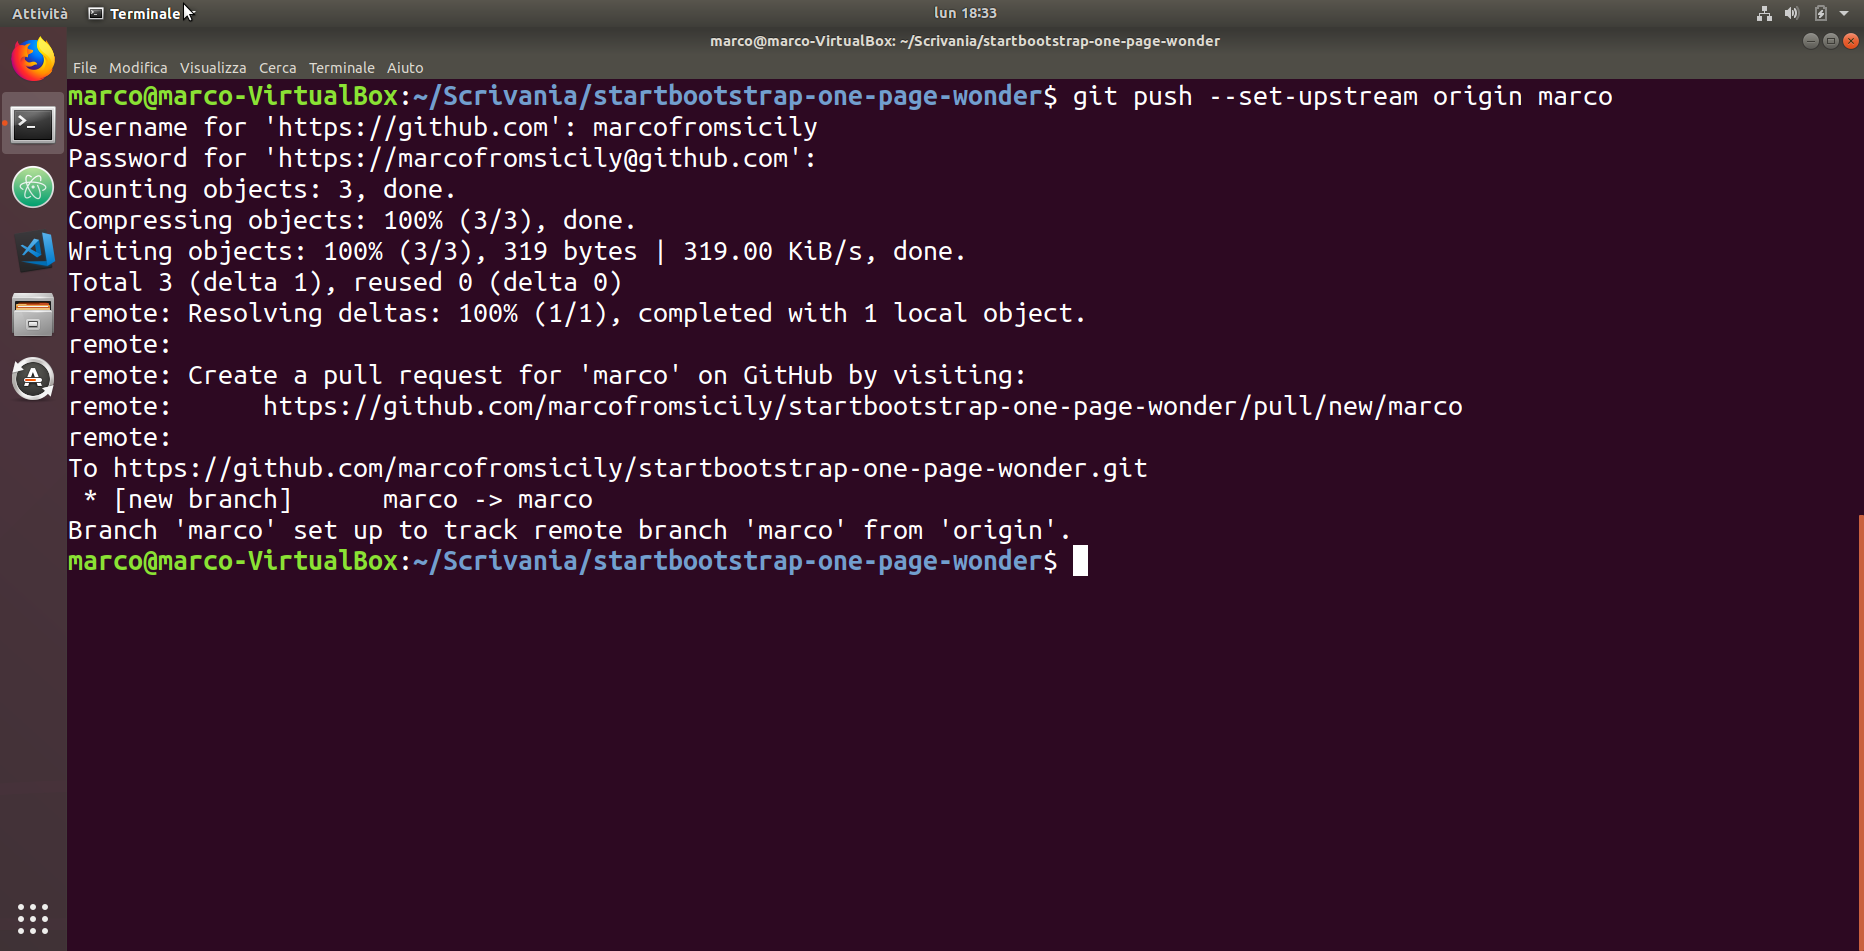 Attività Terminale lun 18:33
marco@marco-VirtualBox: ~/Scrivania/startbootstrap-one-page-wonder
File Modifica Visualizza Cerca Terminale Aiuto
marco@marco-VirtualBox:~/Scrivania/startbootstrap-one-page-wonder$ git push --set-upstream origin marco
Username for 'https://github.com': marcofromsicily
Password for 'https://marcofromsicily@github.com':
Counting objects: 3, done.
Compressing objects: 100% (3/3), done.
Writing objects: 100% (3/3), 319 bytes | 319.00 KiB/s, done.
Total 3 (delta 1), reused 0 (delta 0)
remote: Resolving deltas: 100% (1/1), completed with 1 local object.
remote:
remote: Create a pull request for 'marco' on GitHub by visiting:
remote:      https://github.com/marcofromsicily/startbootstrap-one-page-wonder/pull/new/marco
remote:
To https://github.com/marcofromsicily/startbootstrap-one-page-wonder.git
 * [new branch]      marco -> marco
Branch 'marco' set up to track remote branch 'marco' from 'origin'.
marco@marco-VirtualBox:~/Scrivania/startbootstrap-one-page-wonder$